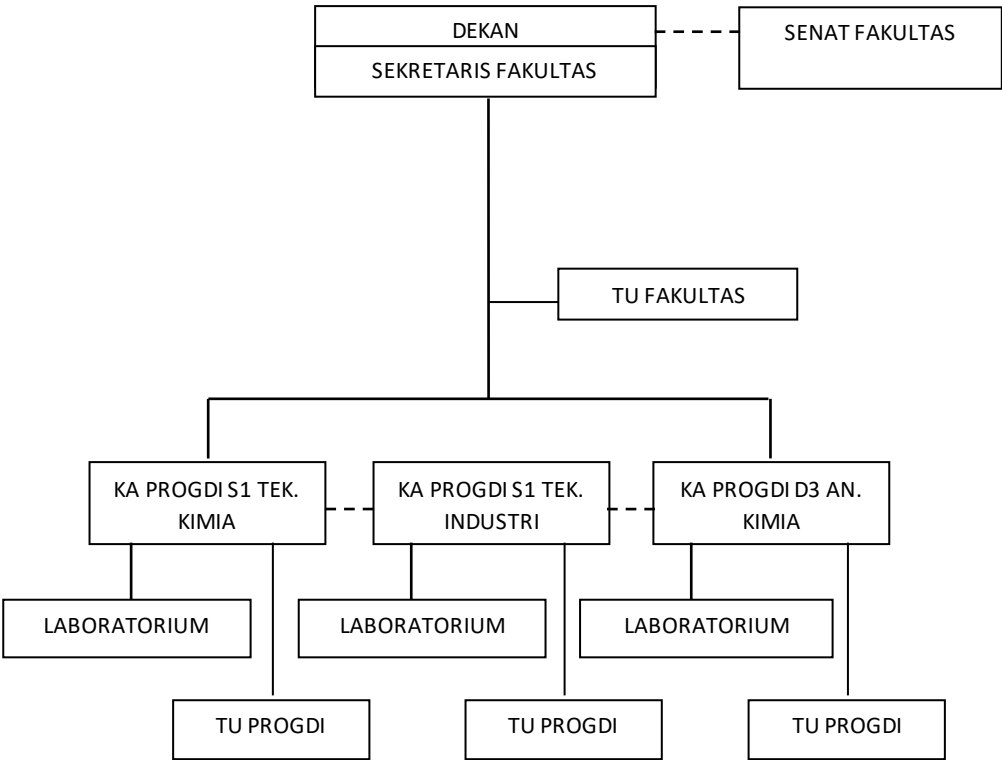 DEKAN
SENAT FAKULTAS
SEKRETARIS FAKULTAS
TU FAKULTAS
KA PROGDI S1 TEK.
KIMIA
KA PROGDI S1 TEK.
INDUSTRI
KA PROGDI D3 AN.
KIMIA
LABORATORIUM
LABORATORIUM
LABORATORIUM
TU PROGDI
TU PROGDI
TU PROGDI